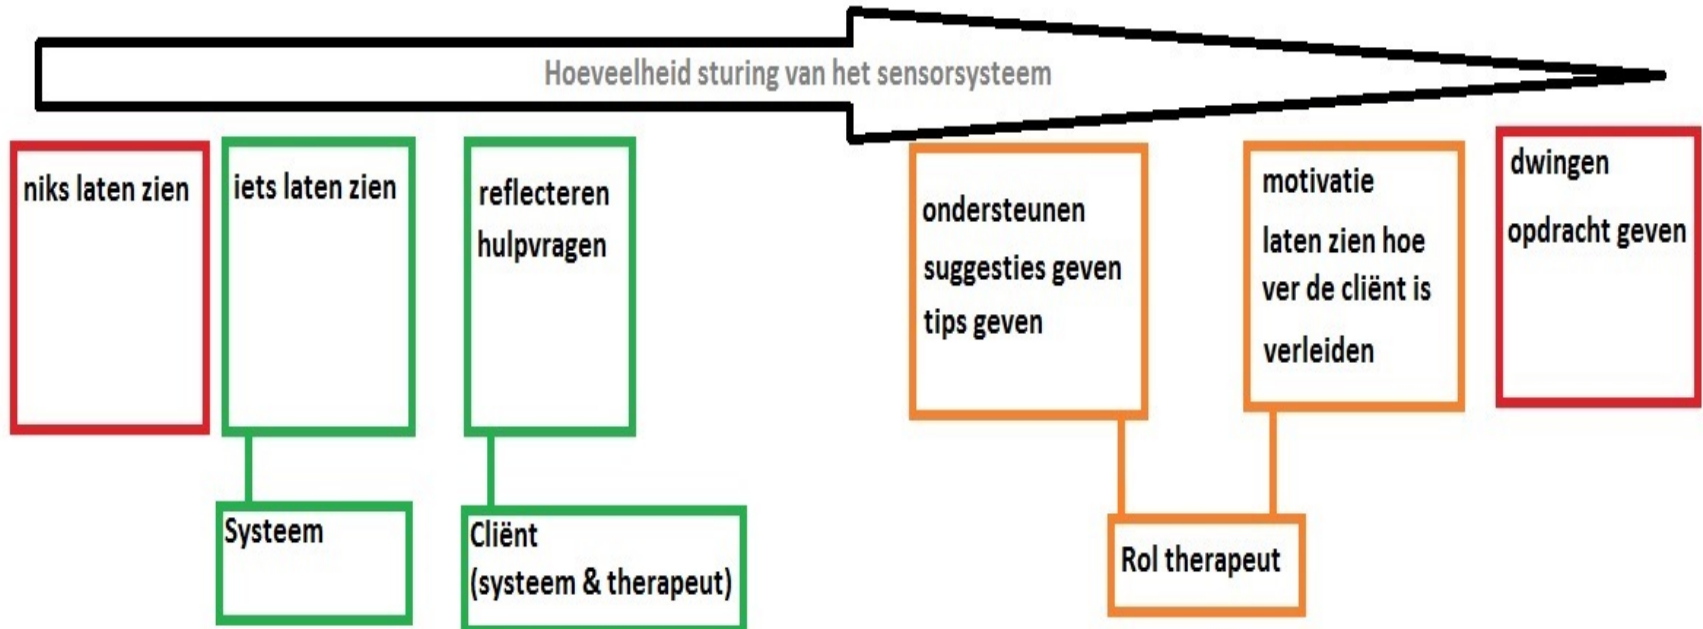 Hoeveelheid sturing van het sensorsysteem
niks laten zien
iets laten zien
reflecteren
hulpvragen
ondersteunen
suggesties geven
tips geven
motivatie
laten zien hoe
ver de cliënt is
verleiden
dwingen
opdracht geven
Systeem
Cliënt
(systeem & therapeut)
Rol therapeut